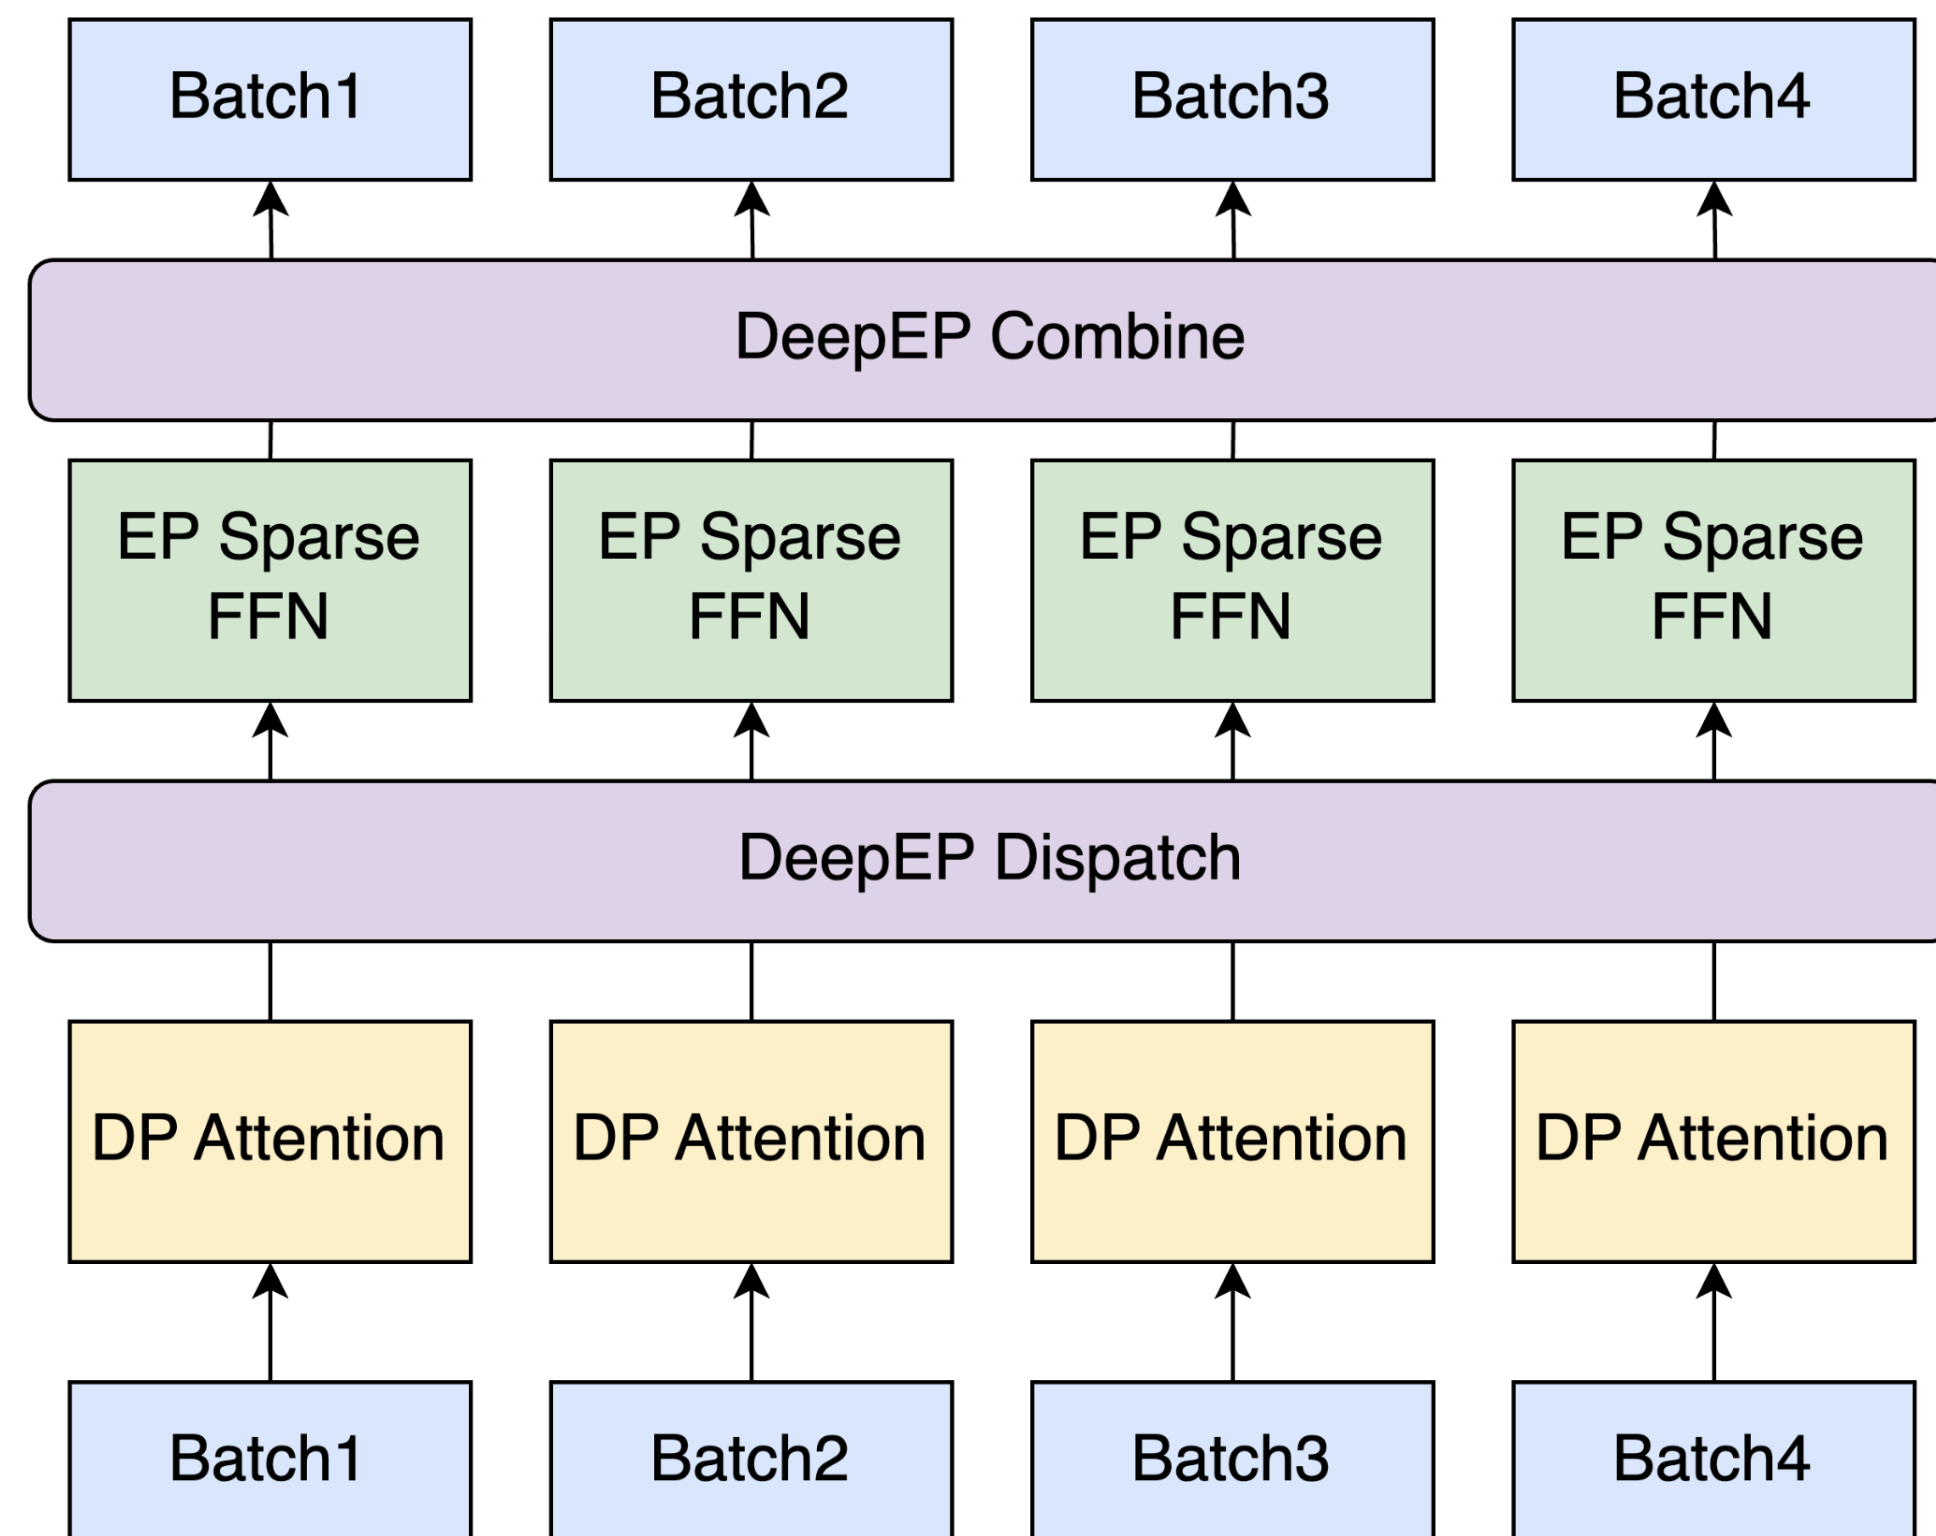 Batch1 Batch2 Batch3 Batch4
DeepEP Combine
EP Sparse EP Sparse EP Sparse EP Sparse
FFN FFN FFN FFN
DeepEP Dispatch
DP Attention DP Attention DP Attention DP Attention
Batch1 Batch2 Batch3 Batch4